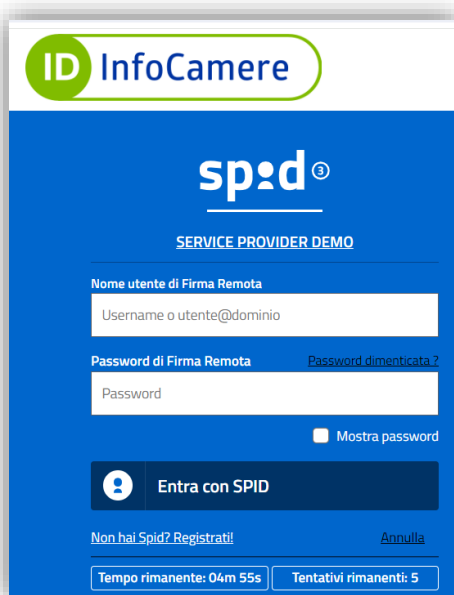 ID InfoCamere
spid 3
SERVICE PROVIDER DEMO
Nome utente di Firma Remota
Username o utente@dominio
Password di Firma Remota Password dimenticata ?
Password
Mostra password
Entra con SPID
Non hai Spid? Registrati! Annulla
Tempo rimanente: 04m 55s Tentativi rimanenti: 5